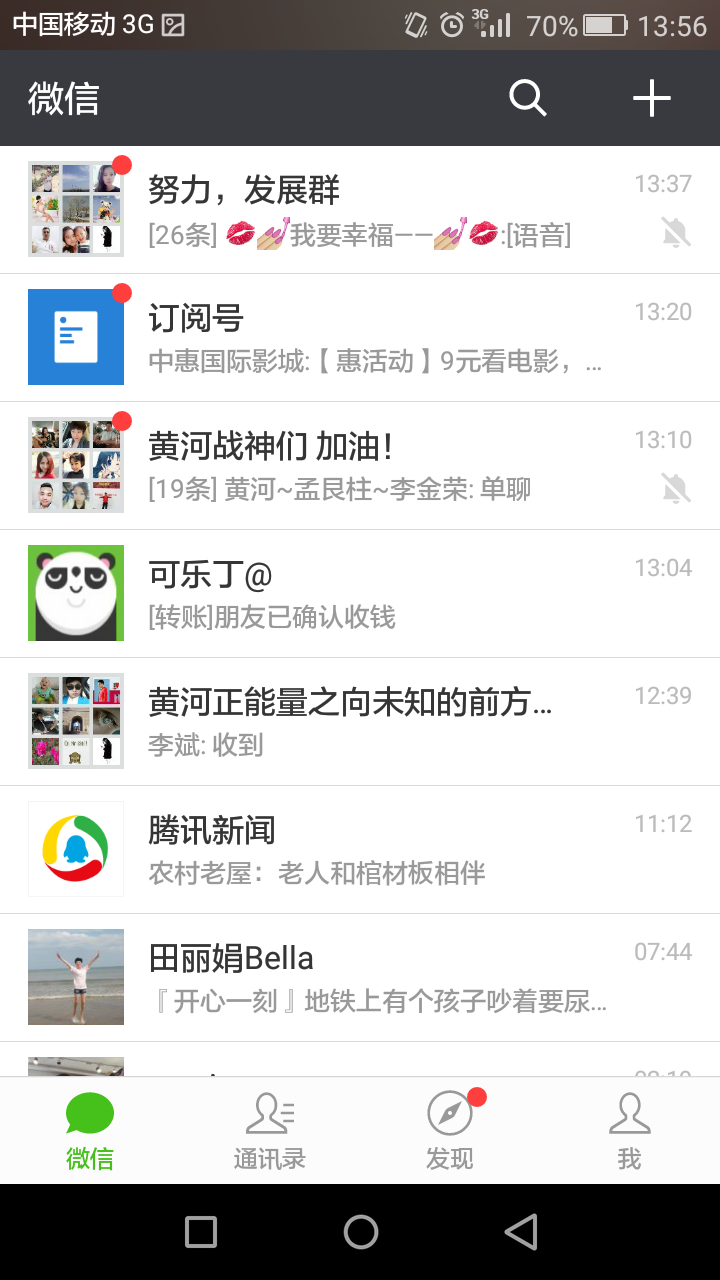 中国移动 3G
3G 70% 13:56
微信
努力，发展群 13:37
[26条] 💋💅我要幸福一一💅💋:[语音]
订阅号 13:20
中惠国际影城:【惠活动】9元看电影，...
黄河战神们 加油！ 13:10
[19条] 黄河~孟艮柱~李金荣: 单聊
可乐丁@ 13:04
[转账]朋友已确认收钱
黄河正能量之向未知的前方... 12:39
李斌: 收到
腾讯新闻 11:12
农村老屋：老人和棺材板相伴
田丽娟Bella 07:44
『开心一刻』地铁上有个孩子吵着要尿...
微信 通讯录 发现 我